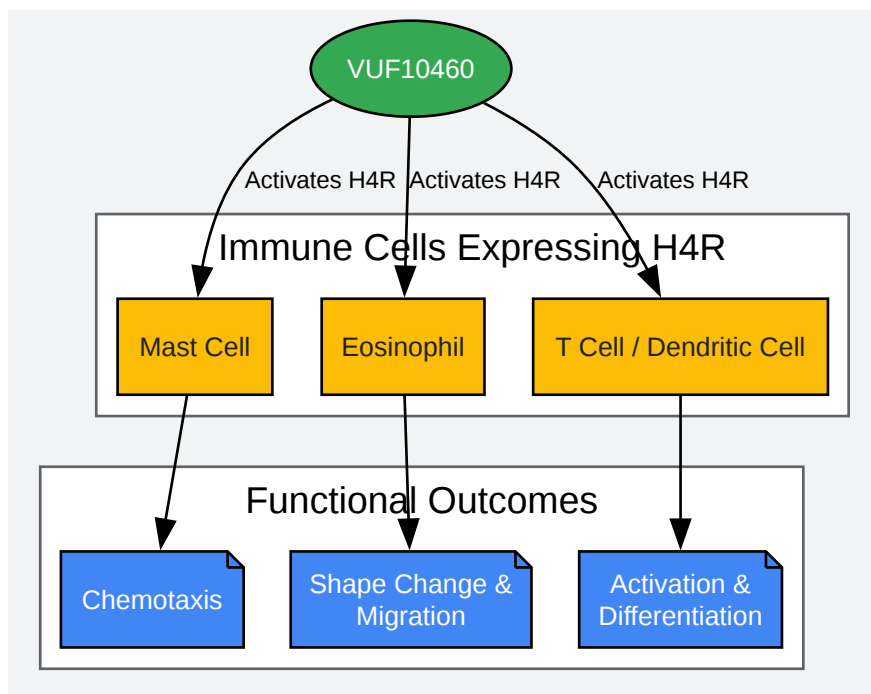 VUF10460
Activates H4R
Activates H4R
Activates H4R
Immune Cells Expressing H4R
Mast Cell
Eosinophil
T Cell / Dendritic Cell
Functional Outcomes
Chemotaxis
Shape Change &
Migration
Activation &
Differentiation